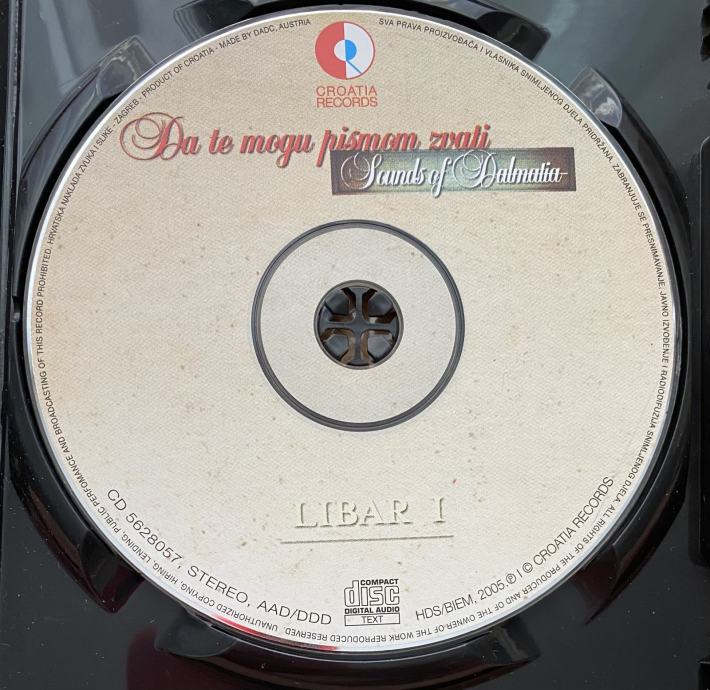 CROATIA
RECORDS
Da te mogu pismom zvati
Sounds of Dalmatia
LIBAR I
CD 5628057, STEREO, AAD/DDD
COMPACT
disc
DIGITAL AUDIO
TEXT
HDS/BIEM, 2005.℗ I © CROATIA RECORDS
SVA PRAVA PROIZVOĐAČA I VLASNIKA SNIMLJENOG DJELA PRIDRŽANA. ZABRANJUJE SE PRESNIMAVANJE, JAVNO IZVOĐENJE I RADIODIFUZIJA SNIMLJENOG DJELA. ALL RIGHTS OF THE PRODUCER AND OF THE OWNER OF THE WORK REPRODUCED RESERVED. UNAUTHORIZED COPYING, HIRING, LENDING, PUBLIC PERFOMANCE AND BROADCASTING OF THIS RECORD PROHIBITED. HRVATSKA NAKLADA ZVUKA I SLIKE - ZAGREB - PRODUCT OF CROATIA - MADE BY DADC, AUSTRIA